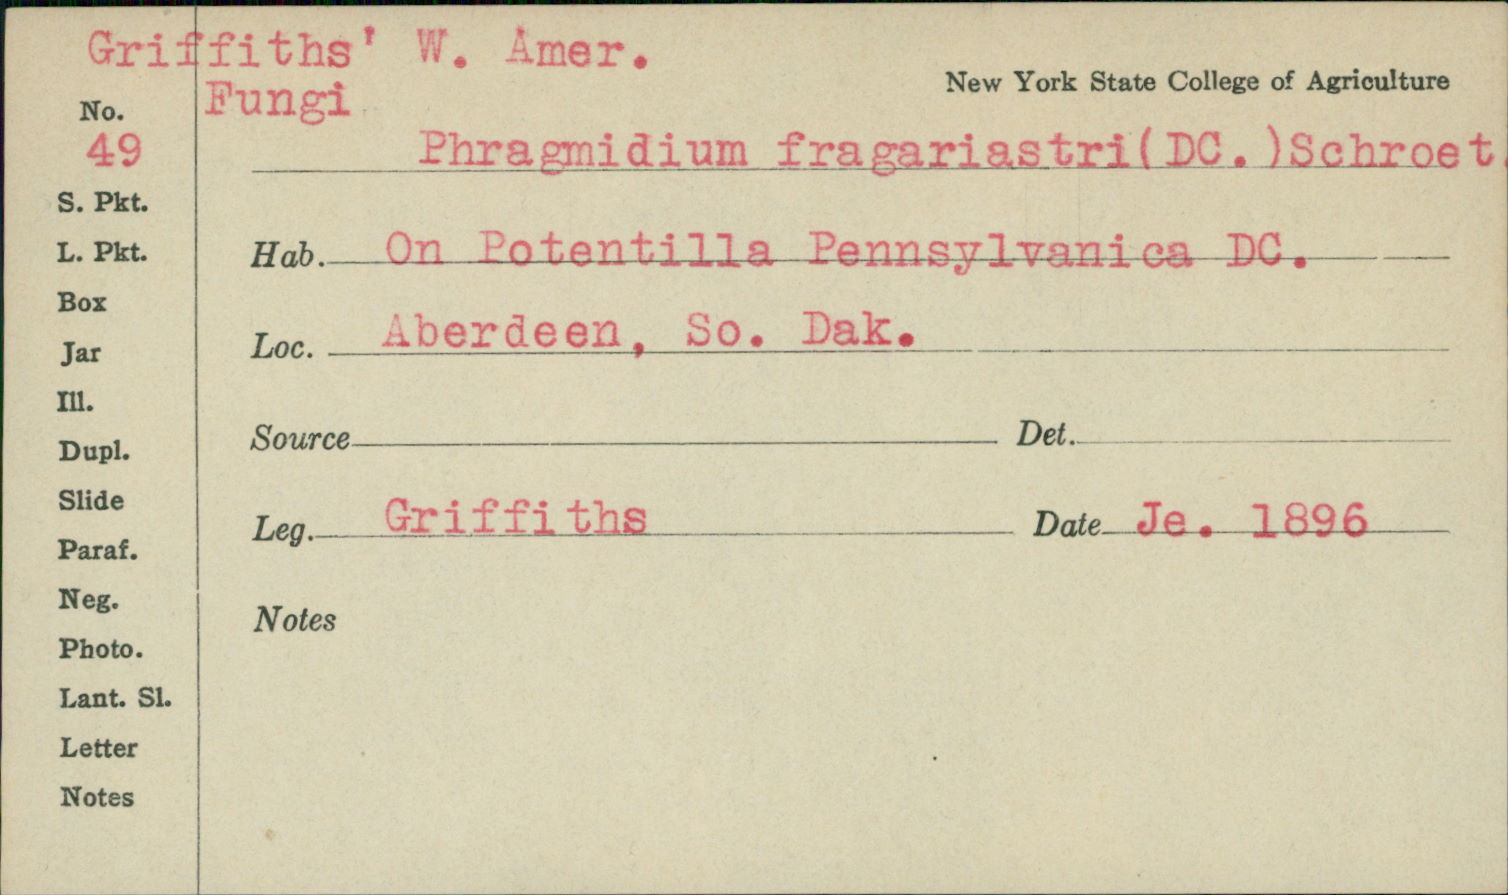 Griffiths' W. Amer.
Fungi
New York State College of Agriculture
No.
49
Phragmidium fragariastri(DC.)Schroet.
S. Pkt.
L. Pkt.
Box
Jar
Ill.
Dupl.
Slide
Paraf.
Neg.
Photo.
Lant. Sl.
Letter
Notes
Hab. On Potentilla Pennsylvanica DC.
Loc. Aberdeen, So. Dak.
Source Det.
Leg. Griffiths Date Je. 1896
Notes